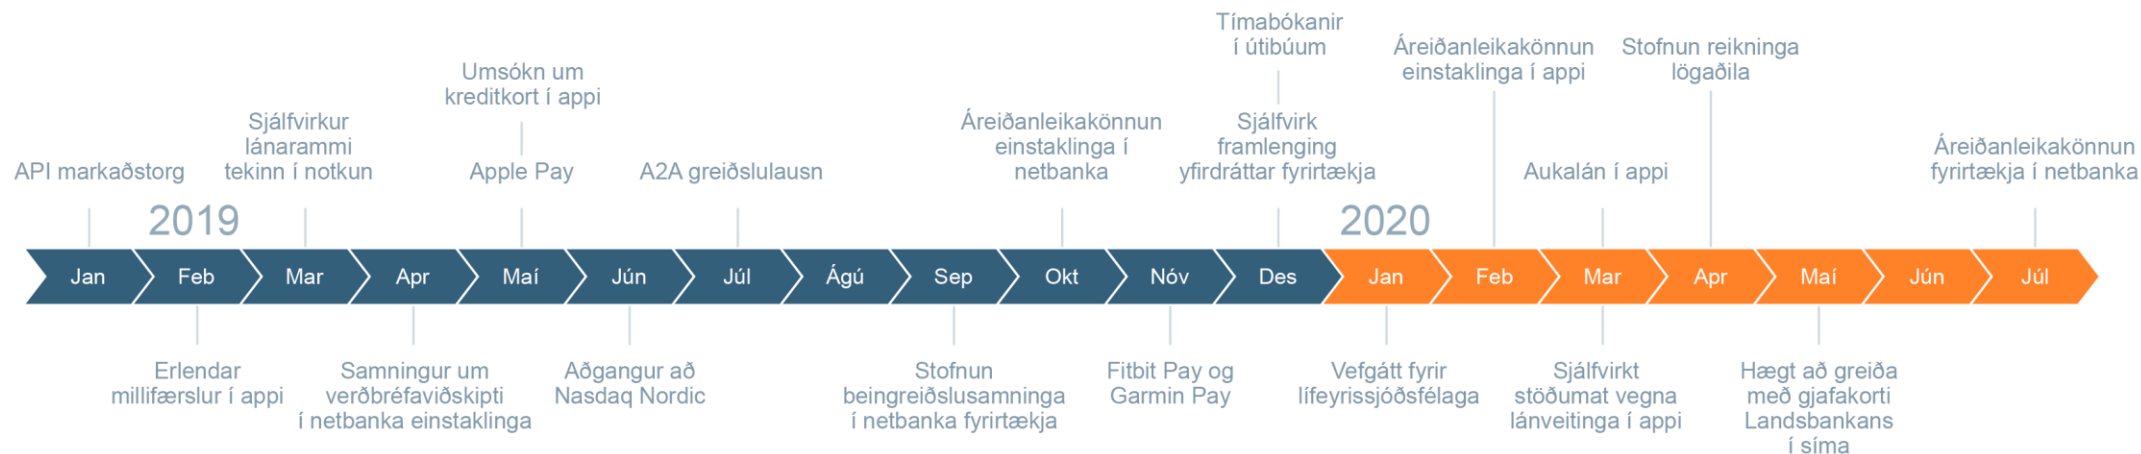 Tímabókanir
í útibúum
Áreiðanleikakönnun
einstaklinga í appi
Stofnun reikninga
lögaðila
Umsókn um
kreditkort í appi
Sjálfvirkur
lánarammi
tekinn í notkun
Áreiðanleikakönnun
einstaklinga í
netbanka
Sjálfvirk
framlenging
yfirdráttar fyrirtækja
Áreiðanleikakönnun
fyrirtækja í netbanka
API markaðstorg
Apple Pay
A2A greiðslulausn
Aukalán í appi
2019
2020
Jan
Feb
Mar
Apr
Maí
Jún
Júl
Ágú
Sep
Okt
Nóv
Des
Jan
Feb
Mar
Apr
Maí
Jún
Júl
Erlendar
millifærslur í appi
Samningur um
verðbréfaviðskipti
í netbanka einstaklinga
Aðgangur að
Nasdaq Nordic
Stofnun
beingreiðslusamninga
í netbanka fyrirtækja
Fitbit Pay og
Garmin Pay
Vefgátt fyrir
lífeyrissjóðsfélaga
Sjálfvirkt
stöðumat vegna
lánveitinga í appi
Hægt að greiða
með gjafakorti
Landsbankans
í síma